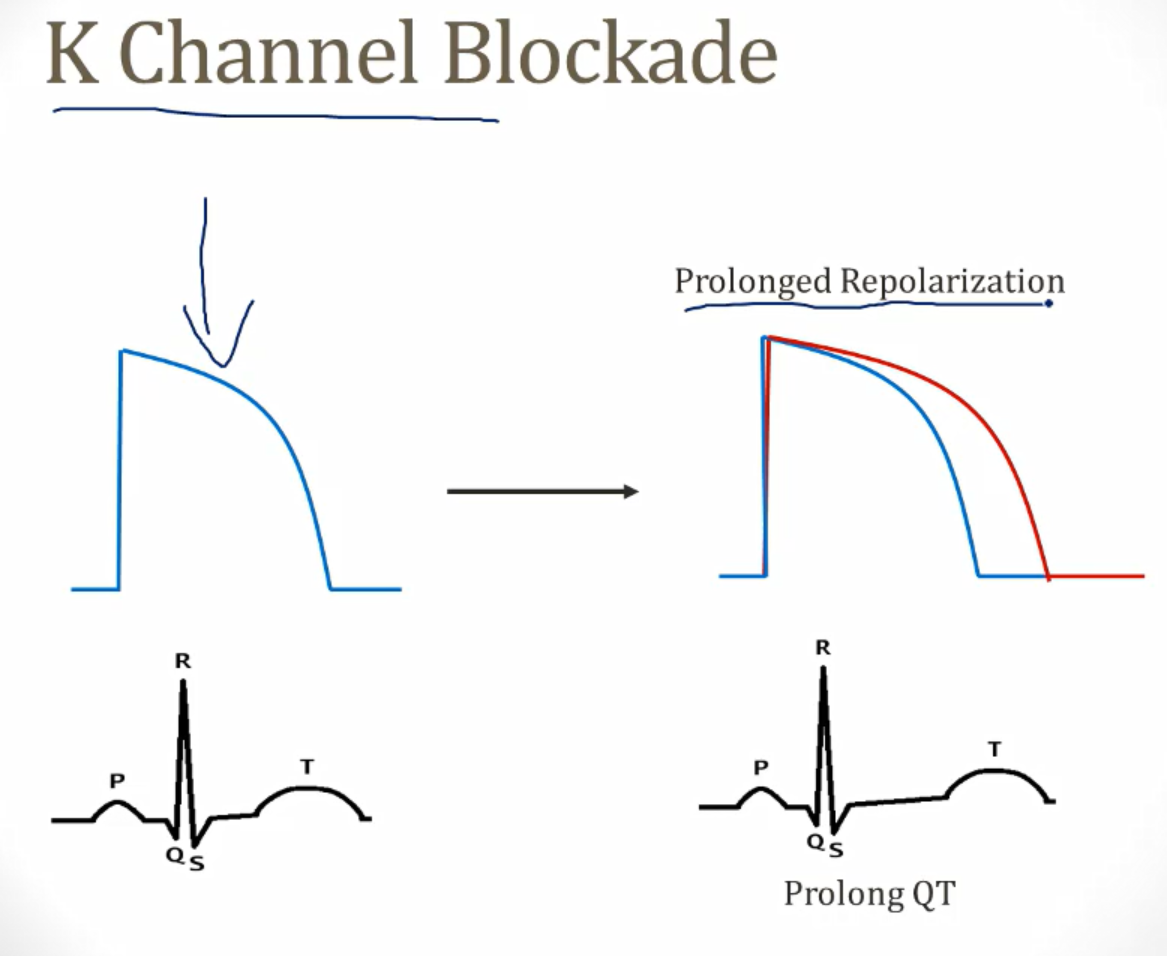 K Channel Blockade
Prolonged Repolarization
R
P
T
Q
S
R
P
T
Q
S
Prolong QT